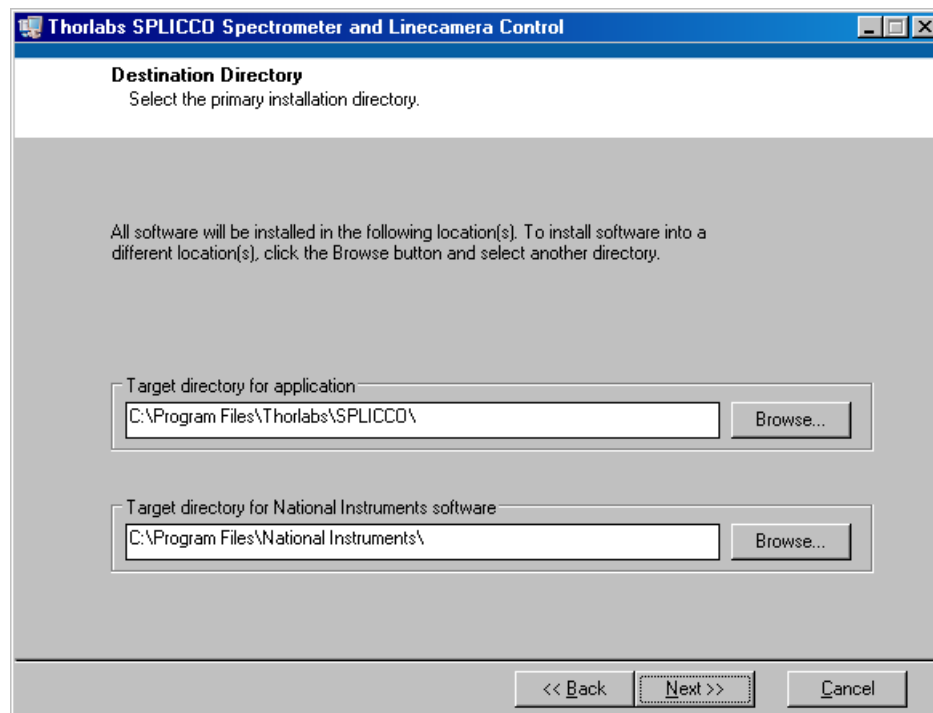 Thorlabs SPLICCO Spectrometer and Linecamera Control
Destination Directory
Select the primary installation directory.
All software will be installed in the following location(s). To install software into a
different location(s), click the Browse button and select another directory.
Target directory for application
C:\Program Files\Thorlabs\SPLICCO\
Browse...
Target directory for National Instruments software
C:\Program Files\National Instruments\
Browse...
<< Back
Next >>
Cancel